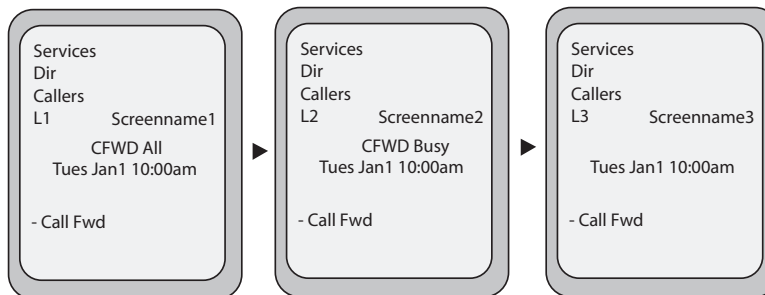 Services
Dir
Callers
L1 Screenname1
CFWD All
Tues Jan1 10:00am
- Call Fwd
Services
Dir
Callers
L2 Screenname2
CFWD Busy
Tues Jan1 10:00am
- Call Fwd
Services
Dir
Callers
L3 Screenname3
Tues Jan1 10:00am
- Call Fwd